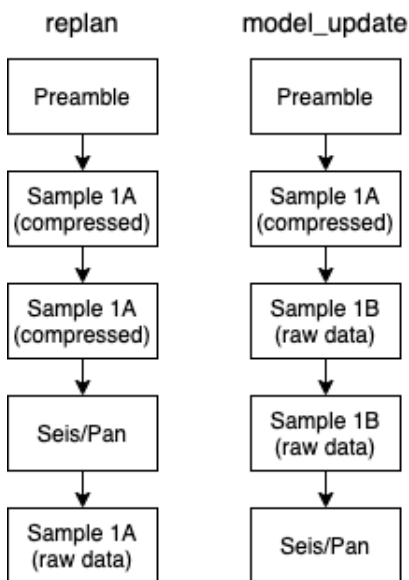 replan
Preamble
Sample 1A
(compressed)
Sample 1A
(compressed)
Seis/Pan
Sample 1A
(raw data)
model_update
Preamble
Sample 1A
(compressed)
Sample 1B
(raw data)
Sample 1B
(raw data)
Seis/Pan